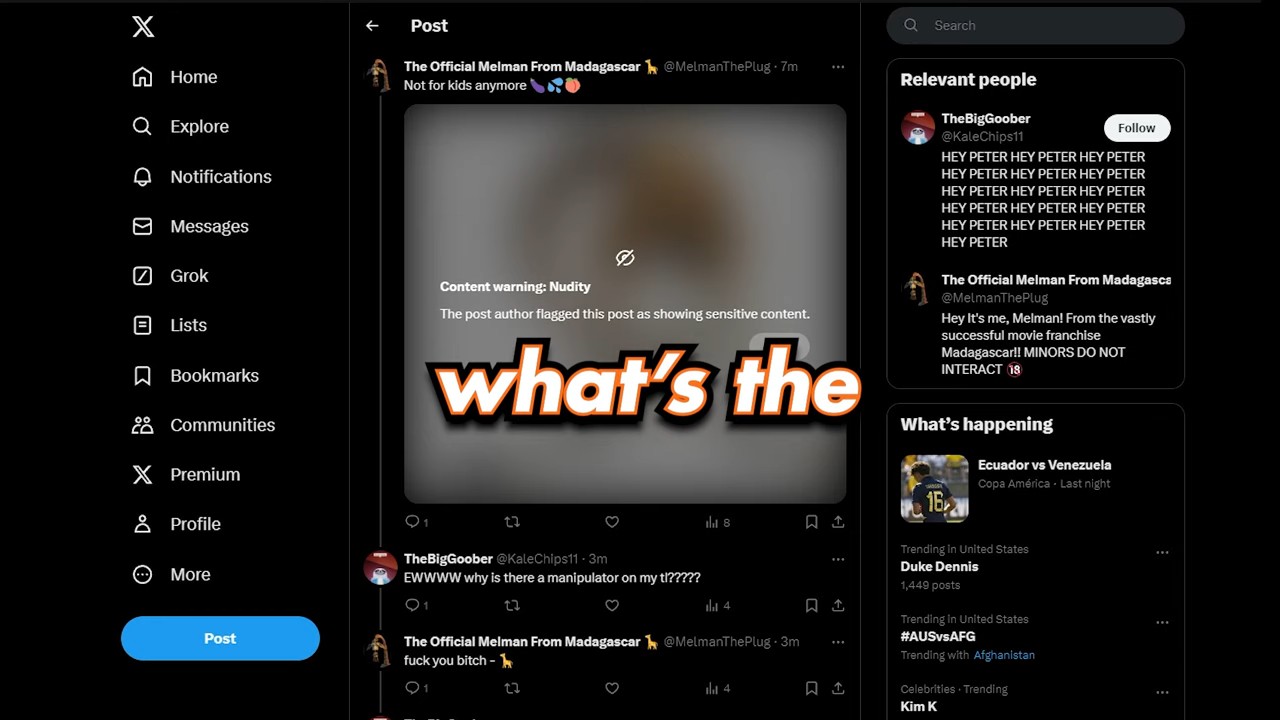 Home
Explore
Notifications
Messages
Grok
Lists
Bookmarks
Communities
Premium
Profile
More
Post
Post
The Official Melman From Madagascar 🦒 @MelmanThePlug · 7m
Not for kids anymore 🍆💦🍑
Content warning: Nudity
The post author flagged this post as showing sensitive content.
what's the
1
8
TheBigGoober @KaleChips11 · 3m
EWWWW why is there a manipulator on my tl?????
1
4
The Official Melman From Madagascar 🦒 @MelmanThePlug · 3m
fuck you bitch - 🦒
1
4
Search
Relevant people
TheBigGoober
@KaleChips11
Follow
HEY PETER HEY PETER HEY PETER
HEY PETER HEY PETER HEY PETER
HEY PETER HEY PETER HEY PETER
HEY PETER HEY PETER HEY PETER
HEY PETER HEY PETER HEY PETER
HEY PETER
The Official Melman From Madagasca
@MelmanThePlug
Hey It's me, Melman! From the vastly
successful movie franchise
Madagascar!! MINORS DO NOT
INTERACT 🔞
What's happening
Ecuador vs Venezuela
Copa América · Last night
16
Trending in United States
Duke Dennis
1,449 posts
Trending in United States
#AUSvsAFG
Trending with Afghanistan
Celebrities · Trending
Kim K